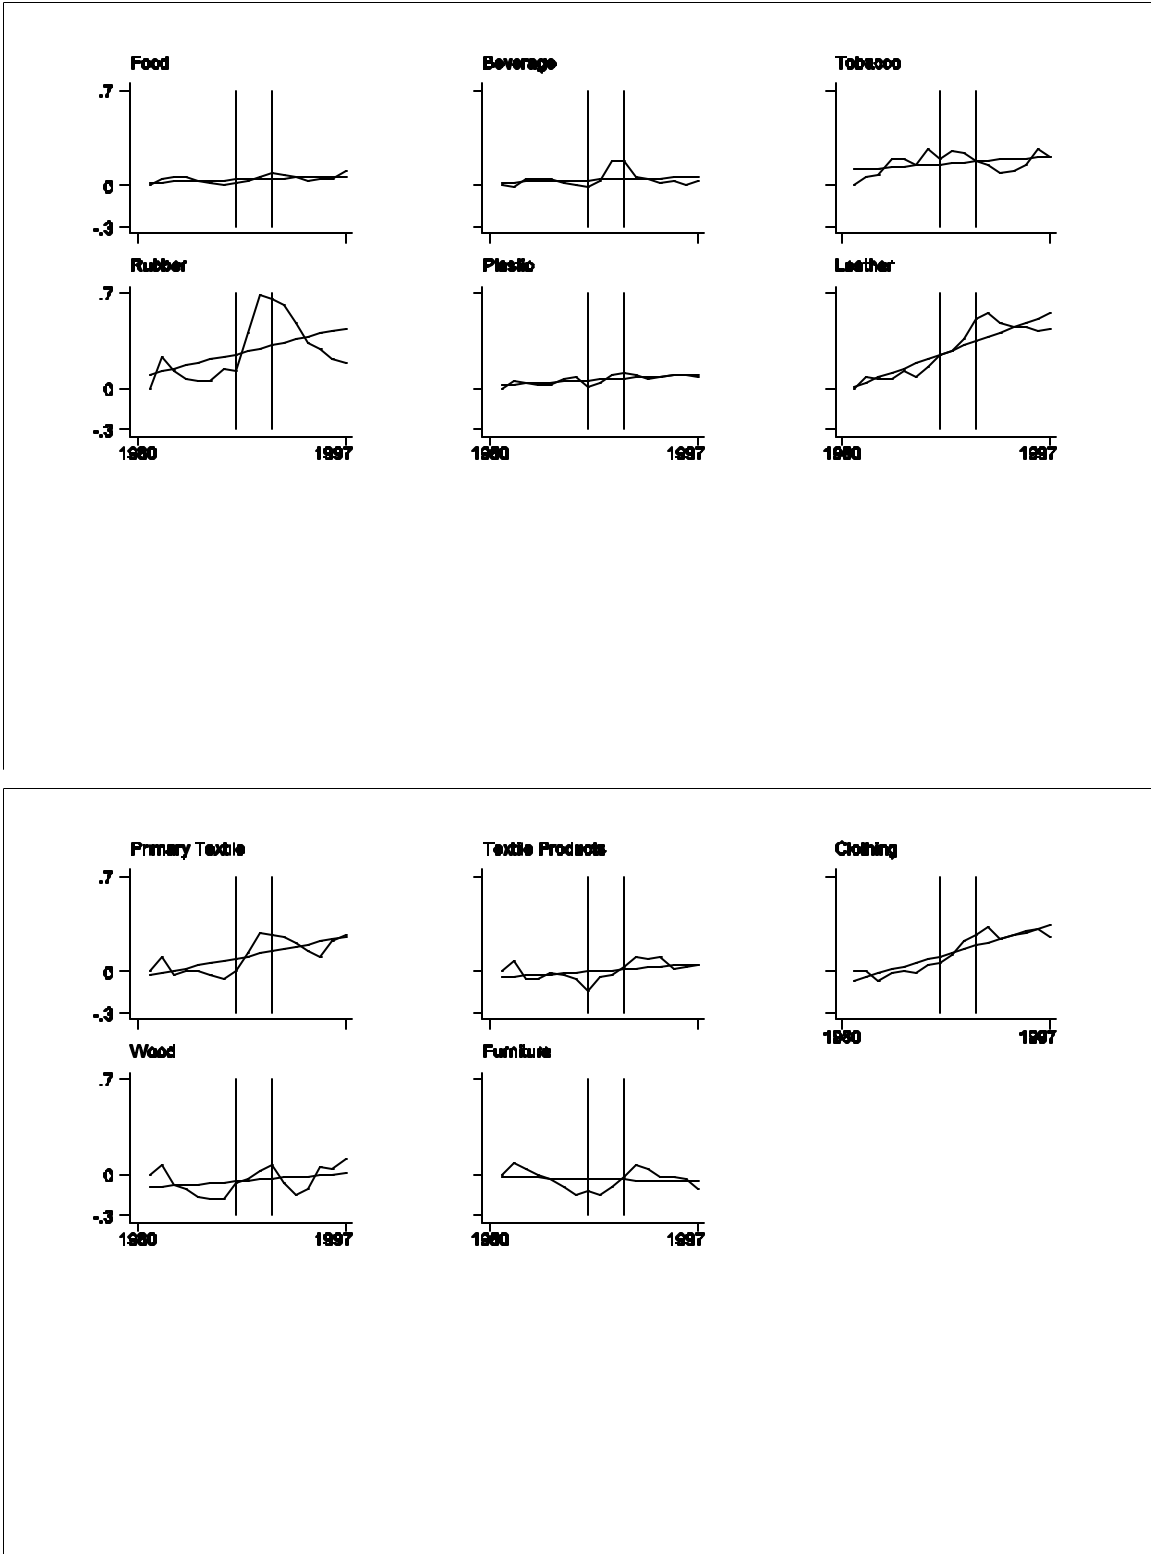 Food Beverage Tobacco
.7
0
-.3
Rubber Plastic Leather
.7
0
-.3
1980 1997 1980 1997 1980 1997
Primary Textile Textile Products Clothing
.7
0
-.3
1980 1997
Wood Furniture
.7
0
-.3
1980 1997 1980 1997